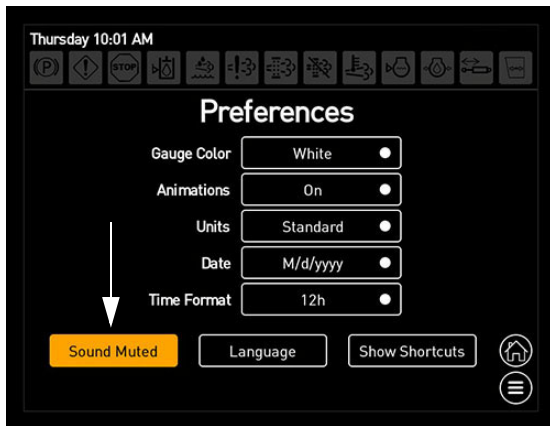 Thursday 10:01 AM
(P) STOP
Preferences
Gauge Color White
Animations On
Units Standard
Date M/d/yyyy
Time Format 12h
Sound Muted Language Show Shortcuts